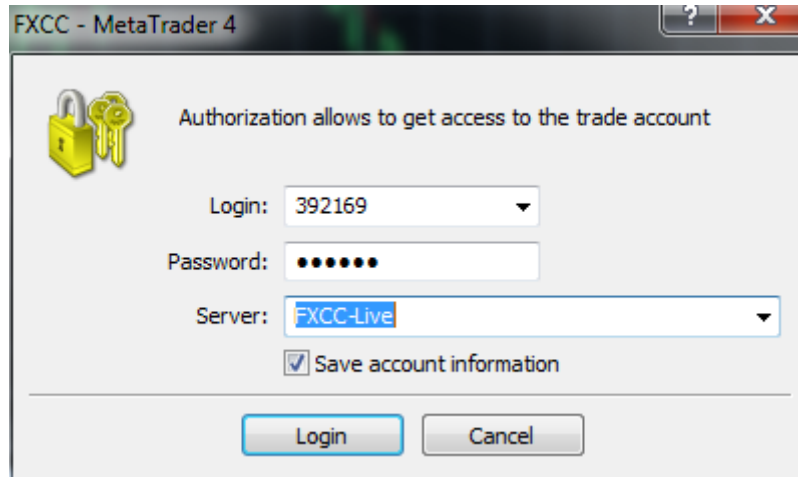 FXCC - MetaTrader 4
Authorization allows to get access to the trade account
Login: 392169
Password: ●●●●●●
Server: FXCC-Live
Save account information
Login Cancel